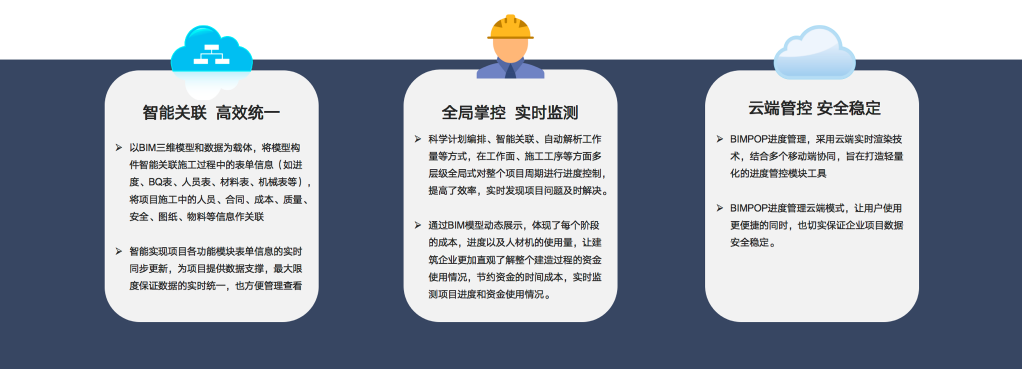 智能关联 高效统一
以BIM三维模型和数据为载体，将模型构
件智能关联施工过程中的表单信息（如进
度、BQ表、人员表、材料表、机械表等），
将项目施工中的人员、合同、成本、质量、
安全、图纸、物料等信息作关联
智能实现项目各功能模块表单信息的实时
同步更新，为项目提供数据支撑，最大限
度保证数据的实时统一，也方便管理查看
全局掌控 实时监测
科学计划编排、智能关联、自动解析工作
量等方式，在工作面、施工工序等方面多
层级全局式对整个项目周期进行进度控制，
提高了效率，实时发现项目问题及时解决。
通过BIM模型动态展示，体现了每个阶段
的成本，进度以及人材机的使用量，让建
筑企业更加直观了解整个建造过程的资金
使用情况，节约资金的时间成本，实时监
测项目进度和资金使用情况。
云端管控 安全稳定
BIMPOP进度管理，采用云端实时渲染技
术，结合多个移动端协同，旨在打造轻量
化的进度管控模块工具
BIMPOP进度管理云端模式，让用户使用
更便捷的同时，也切实保证企业项目数据
安全稳定。